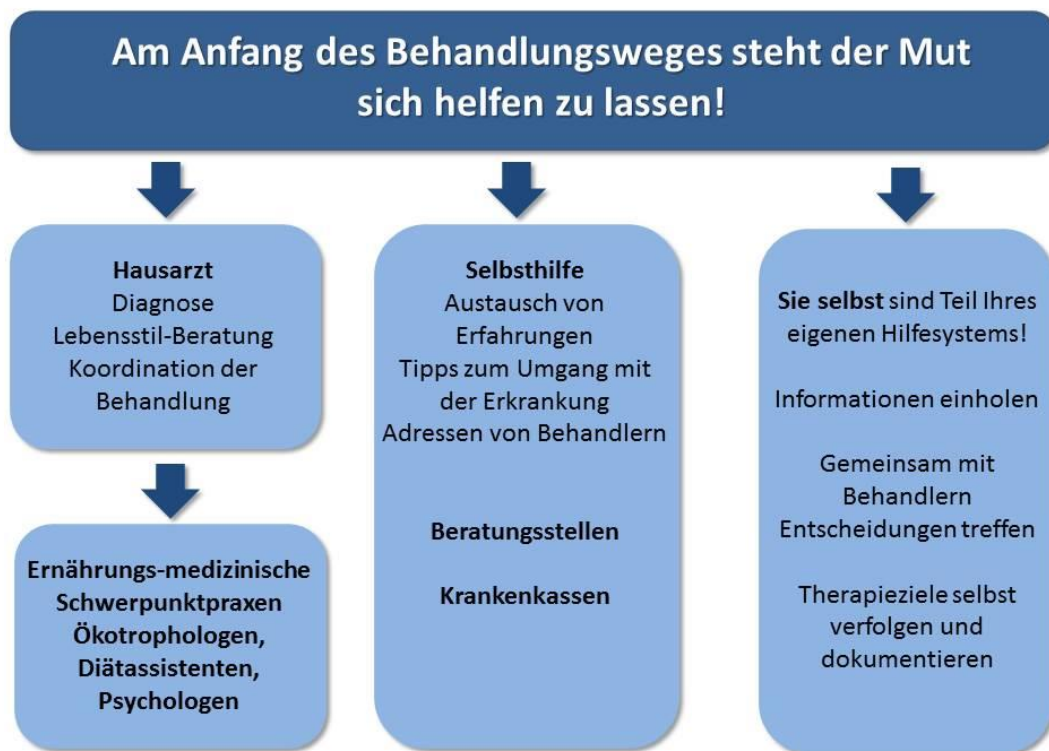 Am Anfang des Behandlungsweges steht der Mut
sich helfen zu lassen!
Hausarzt
Diagnose
Lebensstil-Beratung
Koordination der
Behandlung
Ernährungs-medizinische
Schwerpunktpraxen
Ökotrophologen,
Diätassistenten,
Psychologen
Selbsthilfe
Austausch von
Erfahrungen
Tipps zum Umgang mit
der Erkrankung
Adressen von Behandlern
Beratungsstellen
Krankenkassen
Sie selbst sind Teil Ihres
eigenen Hilfesystems!
Informationen einholen
Gemeinsam mit
Behandlern
Entscheidungen treffen
Therapieziele selbst
verfolgen und
dokumentieren